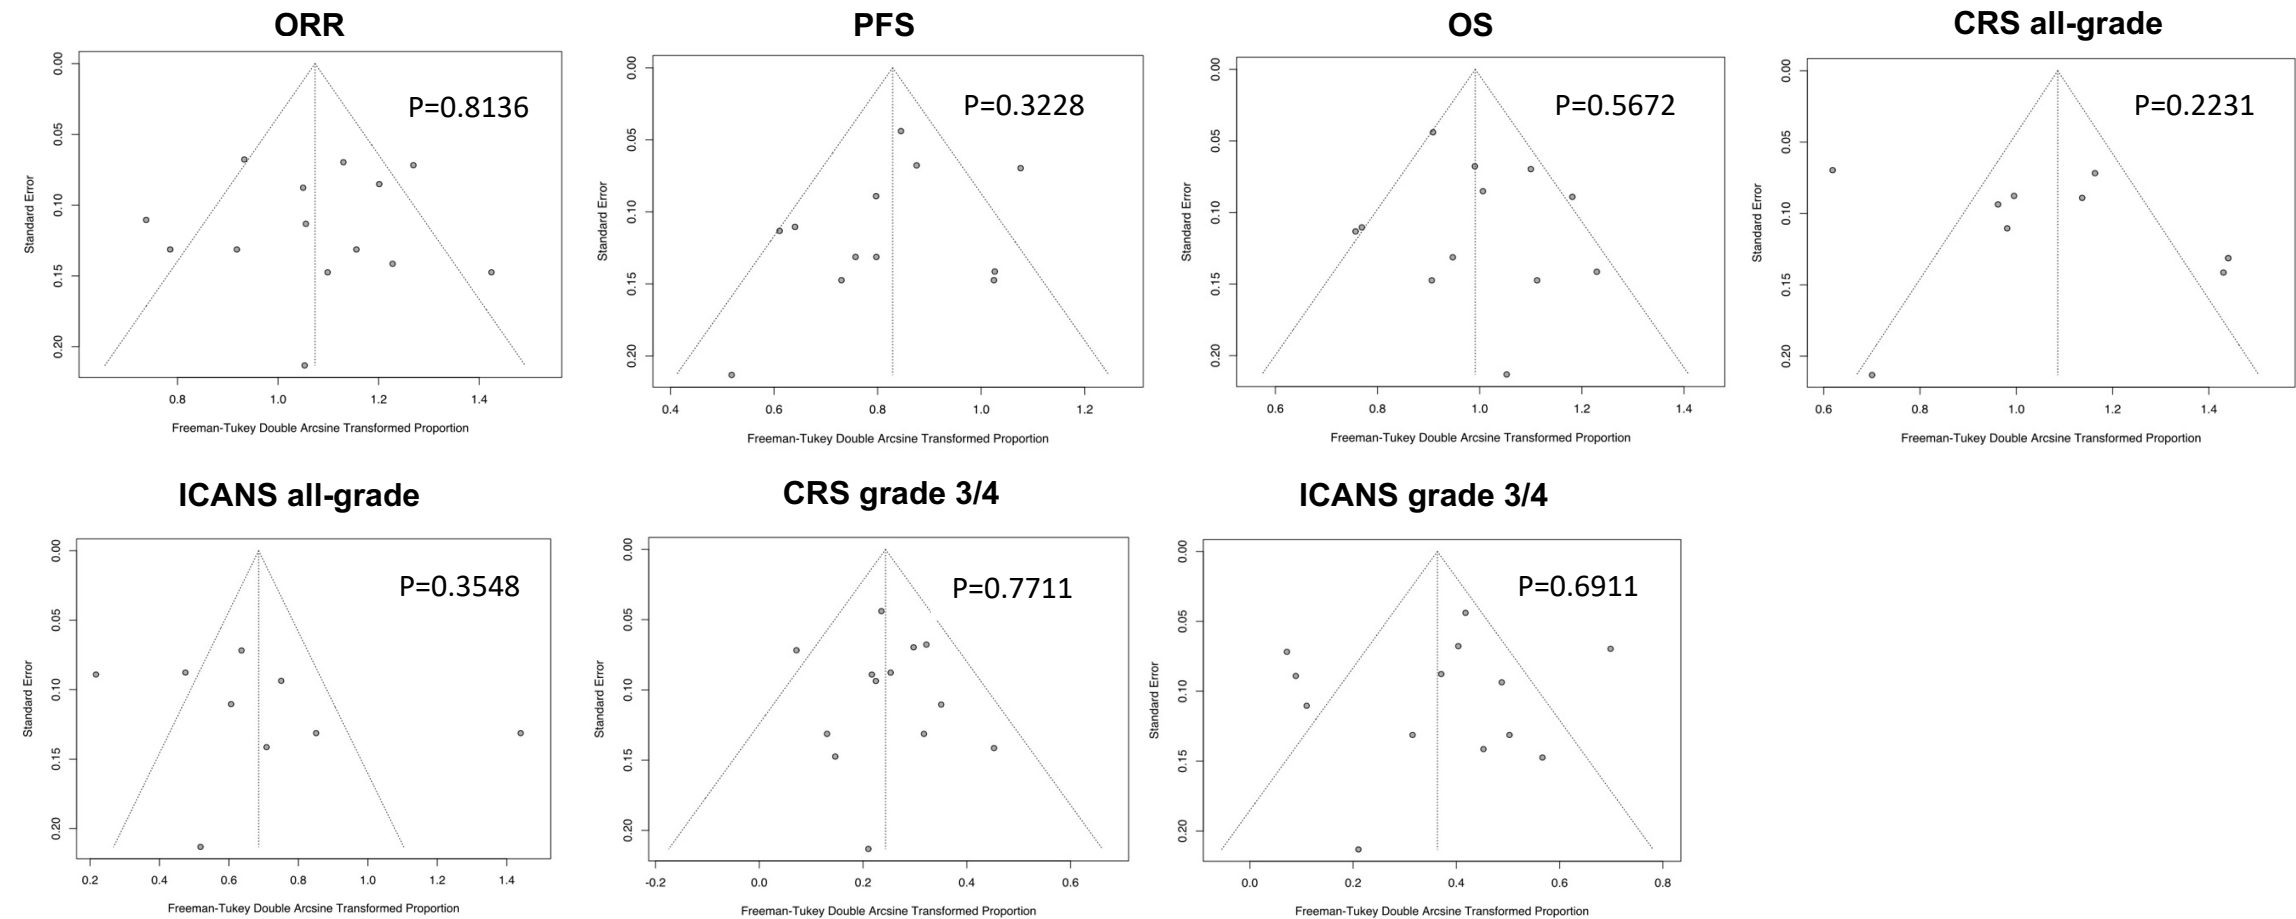 ORR
P=0.8136
0.00
0.05
0.10
0.15
0.20
Standard Error
0.8 1.0 1.2 1.4
Freeman-Tukey Double Arcsine Transformed Proportion
PFS
P=0.3228
0.00
0.05
0.10
0.15
0.20
Standard Error
0.4 0.6 0.8 1.0 1.2
Freeman-Tukey Double Arcsine Transformed Proportion
OS
P=0.5672
0.00
0.05
0.10
0.15
0.20
Standard Error
0.6 0.8 1.0 1.2 1.4
Freeman-Tukey Double Arcsine Transformed Proportion
CRS all-grade
P=0.2231
0.00
0.05
0.10
0.15
0.20
Standard Error
0.6 0.8 1.0 1.2 1.4
Freeman-Tukey Double Arcsine Transformed Proportion
ICANS all-grade
P=0.3548
0.00
0.05
0.10
0.15
0.20
Standard Error
0.2 0.4 0.6 0.8 1.0 1.2 1.4
Freeman-Tukey Double Arcsine Transformed Proportion
CRS grade 3/4
P=0.7711
0.00
0.05
0.10
0.15
0.20
Standard Error
-0.2 0.0 0.2 0.4 0.6
Freeman-Tukey Double Arcsine Transformed Proportion
ICANS grade 3/4
P=0.6911
0.00
0.05
0.10
0.15
0.20
Standard Error
0.0 0.2 0.4 0.6 0.8
Freeman-Tukey Double Arcsine Transformed Proportion